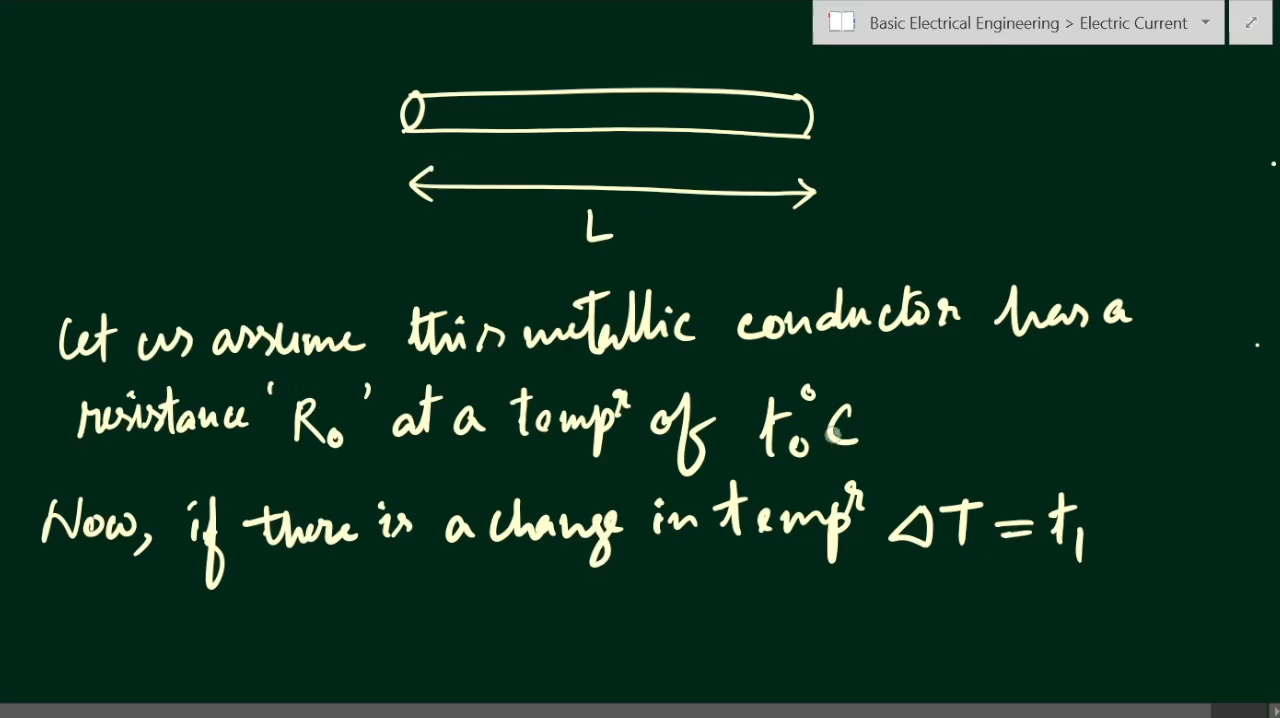 Basic Electrical Engineering > Electric Current
L
Let us assume this metallic conductor has a
resistance 'R₀' at a tempʳ of t₀°C
Now, if there is a change in tempʳ ΔT = t₁